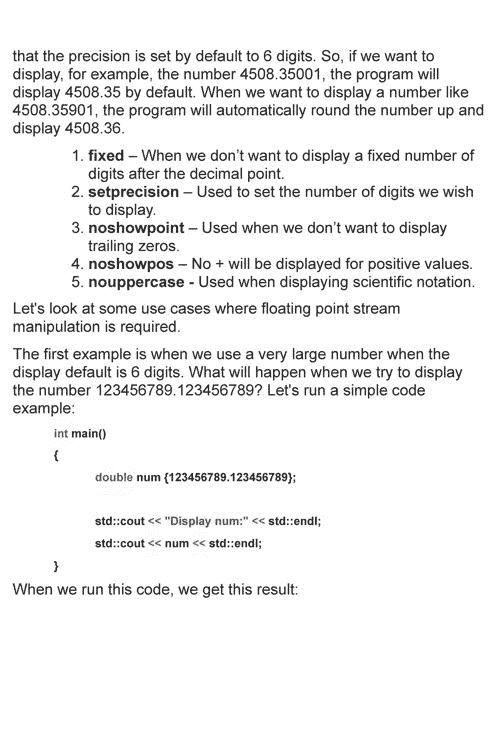 that the precision is set by default to 6 digits. So, if we want to
display, for example, the number 4508.35001, the program will
display 4508.35 by default. When we want to display a number like
4508.35901, the program will automatically round the number up and
display 4508.36.
1. fixed – When we don’t want to display a fixed number of
digits after the decimal point.
2. setprecision – Used to set the number of digits we wish
to display.
3. noshowpoint – Used when we don’t want to display
trailing zeros.
4. noshowpos – No + will be displayed for positive values.
5. nouppercase - Used when displaying scientific notation.
Let's look at some use cases where floating point stream
manipulation is required.
The first example is when we use a very large number when the
display default is 6 digits. What will happen when we try to display
the number 123456789.123456789? Let's run a simple code
example:
int main()
{
double num {123456789.123456789};
std::cout << "Display num:" << std::endl;
std::cout << num << std::endl;
}
When we run this code, we get this result: